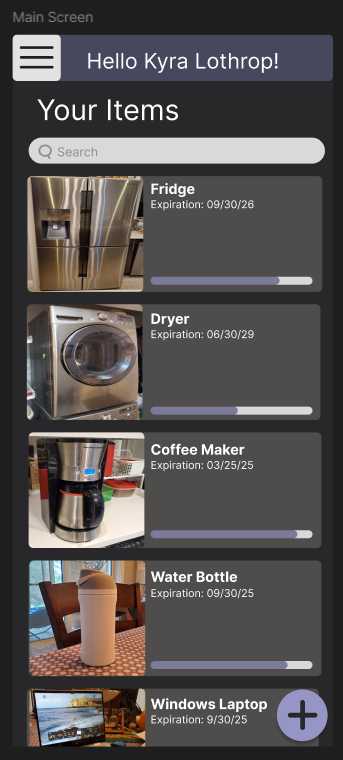 Main Screen
Hello Kyra Lothrop!
Your Items
Search
Fridge
Expiration: 09/30/26
Dryer
Expiration: 06/30/29
Coffee Maker
Expiration: 03/25/25
Water Bottle
Expiration: 09/30/25
Windows Laptop
Expiration: 9/30/25